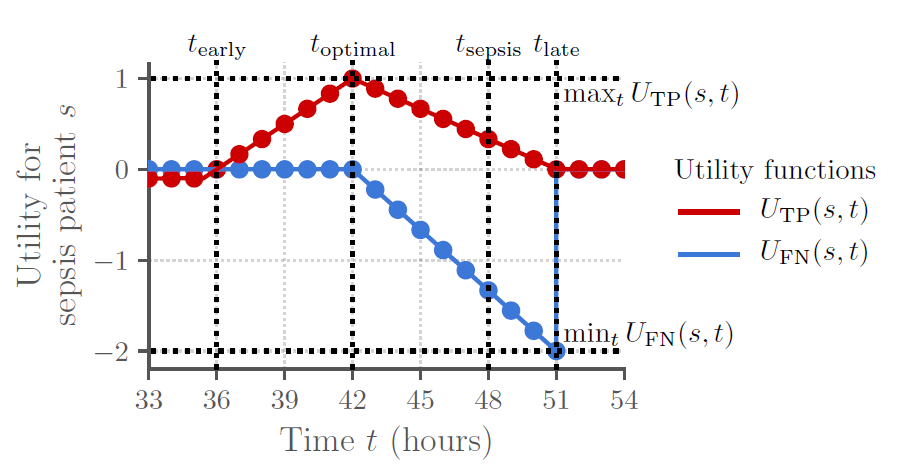 t_early t_optimal t_sepsis t_late
1
max_t U_TP(s, t)
0
−1
min_t U_FN(s, t)
−2
33 36 39 42 45 48 51 54
Time t (hours)
Utility for
sepsis patient s
Utility functions
U_TP(s, t)
U_FN(s, t)